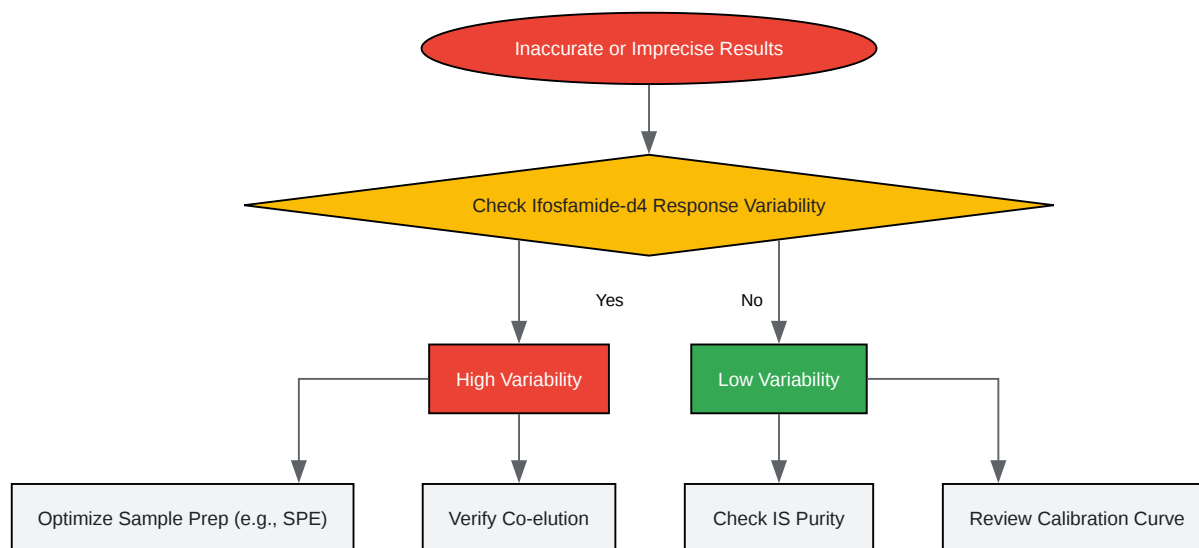 Inaccurate or Imprecise Results
Check Ifosfamide-d4 Response Variability
Yes
No
High Variability
Low Variability
Optimize Sample Prep (e.g., SPE)
Verify Co-elution
Check IS Purity
Review Calibration Curve